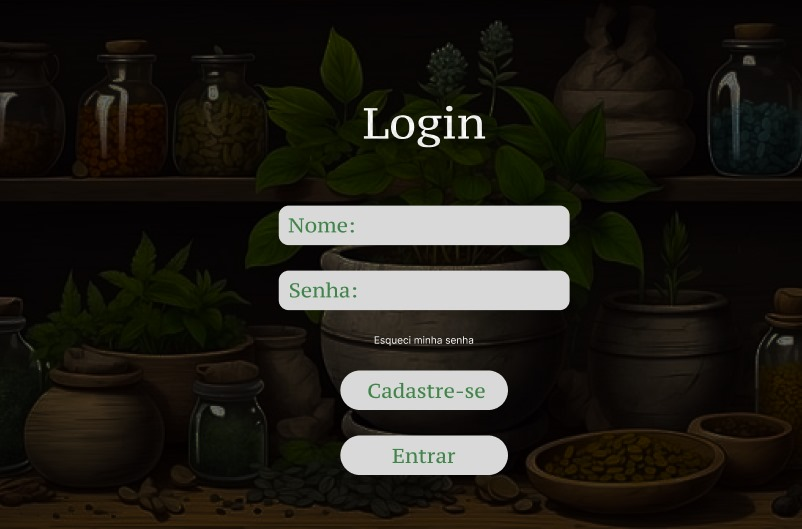 Login
Nome:
Senha:
Esqueci minha senha
Cadastre-se
Entrar